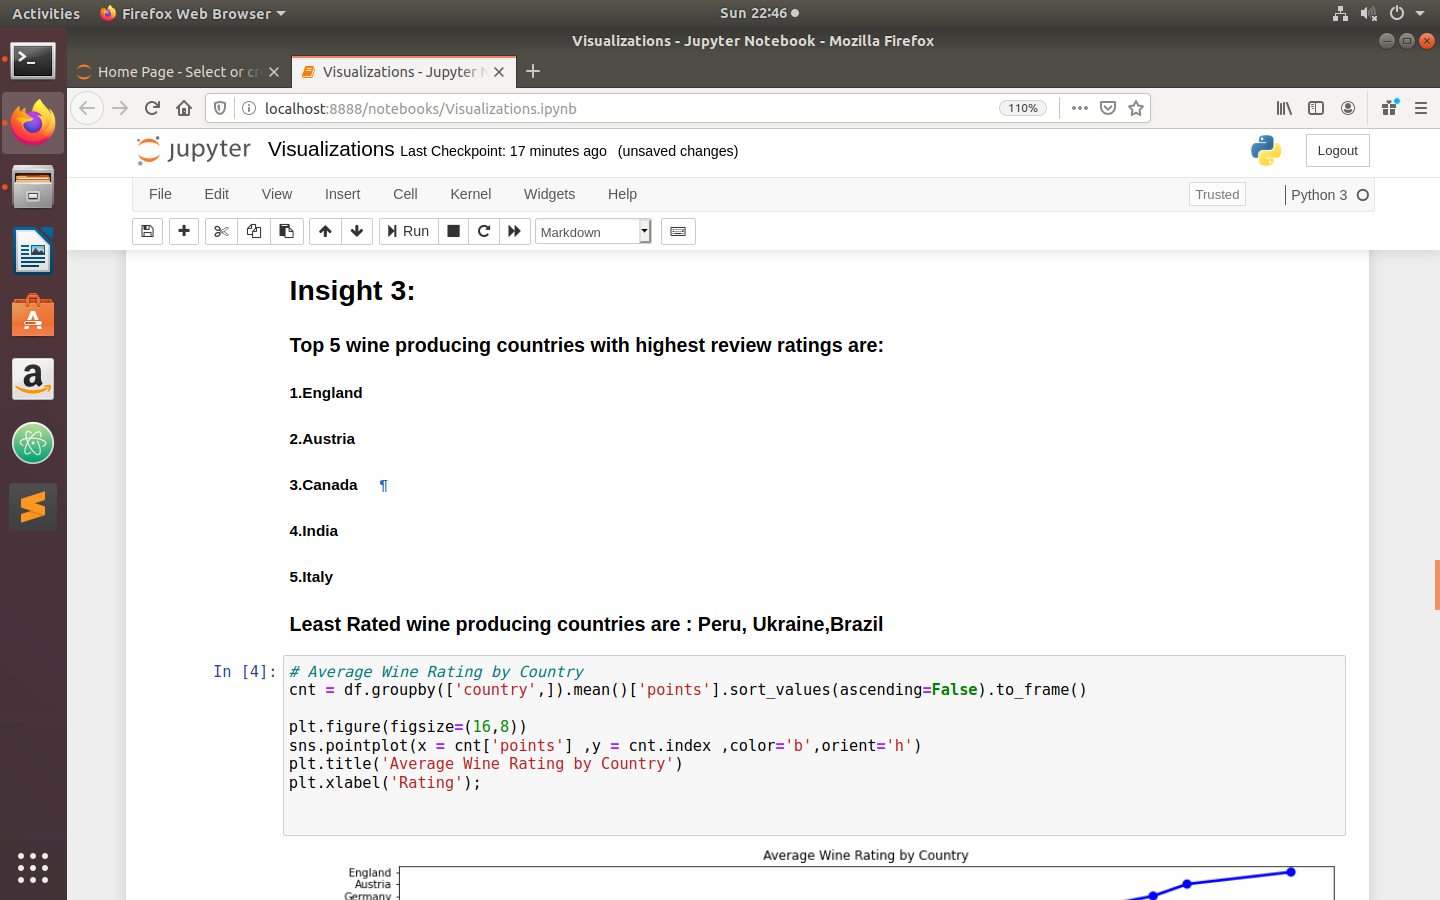 Activities Firefox Web Browser Sun 22:46
Visualizations - Jupyter Notebook - Mozilla Firefox
Home Page - Select or cr Visualizations - Jupyter N
localhost:8888/notebooks/Visualizations.ipynb 110%
jupyter Visualizations Last Checkpoint: 17 minutes ago (unsaved changes) Logout
File Edit View Insert Cell Kernel Widgets Help Trusted Python 3
Run Markdown
Insight 3:
Top 5 wine producing countries with highest review ratings are:
1.England
2.Austria
3.Canada ¶
4.India
5.Italy
Least Rated wine producing countries are : Peru, Ukraine,Brazil
In [4]: # Average Wine Rating by Country
cnt = df.groupby(['country',]).mean()['points'].sort_values(ascending=False).to_frame()
plt.figure(figsize=(16,8))
sns.pointplot(x = cnt['points'] ,y = cnt.index ,color='b',orient='h')
plt.title('Average Wine Rating by Country')
plt.xlabel('Rating');
Average Wine Rating by Country
England
Austria
Germany